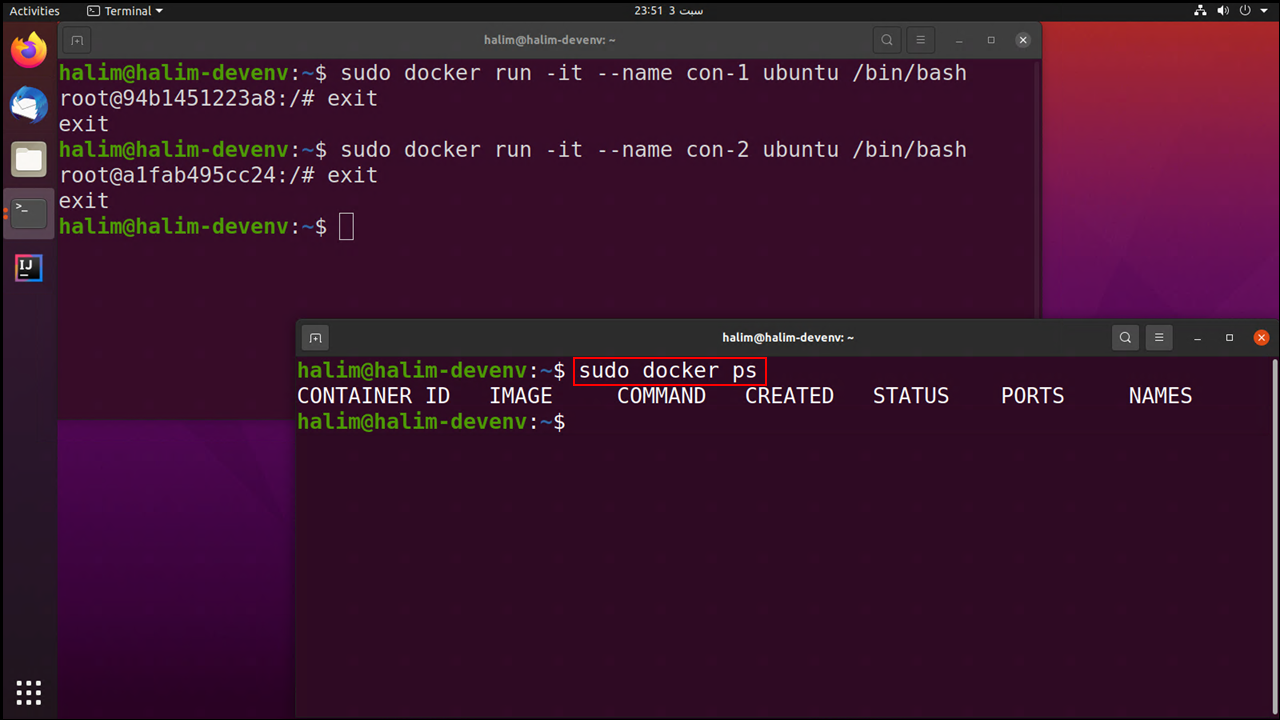 Activities
Terminal
23:51 3 سبت
halim@halim-devenv: ~
halim@halim-devenv:~$ sudo docker run -it --name con-1 ubuntu /bin/bash
root@94b1451223a8:/# exit
exit
halim@halim-devenv:~$ sudo docker run -it --name con-2 ubuntu /bin/bash
root@a1fab495cc24:/# exit
exit
halim@halim-devenv:~$
IJ
halim@halim-devenv: ~
halim@halim-devenv:~$ sudo docker ps
CONTAINER ID IMAGE COMMAND CREATED STATUS PORTS NAMES
halim@halim-devenv:~$